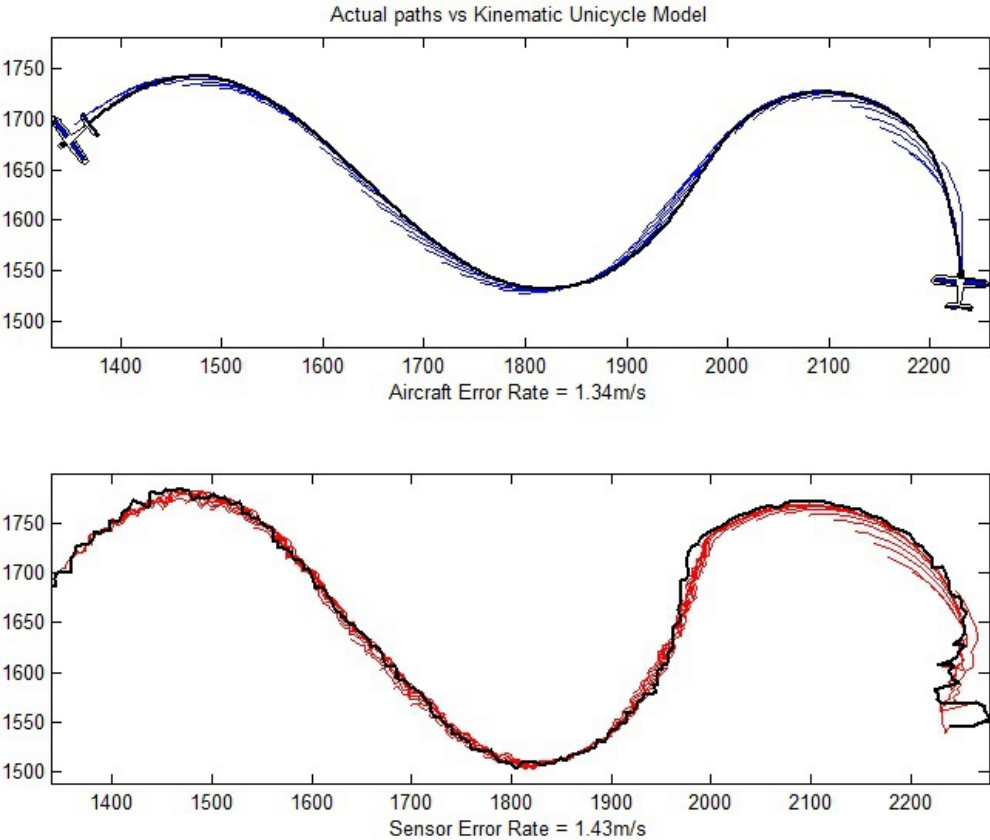 Actual paths vs Kinematic Unicycle Model
1750
1700
1650
1600
1550
1500
1400 1500 1600 1700 1800 1900 2000 2100 2200
Aircraft Error Rate = 1.34m/s
1750
1700
1650
1600
1550
1500
1400 1500 1600 1700 1800 1900 2000 2100 2200
Sensor Error Rate = 1.43m/s